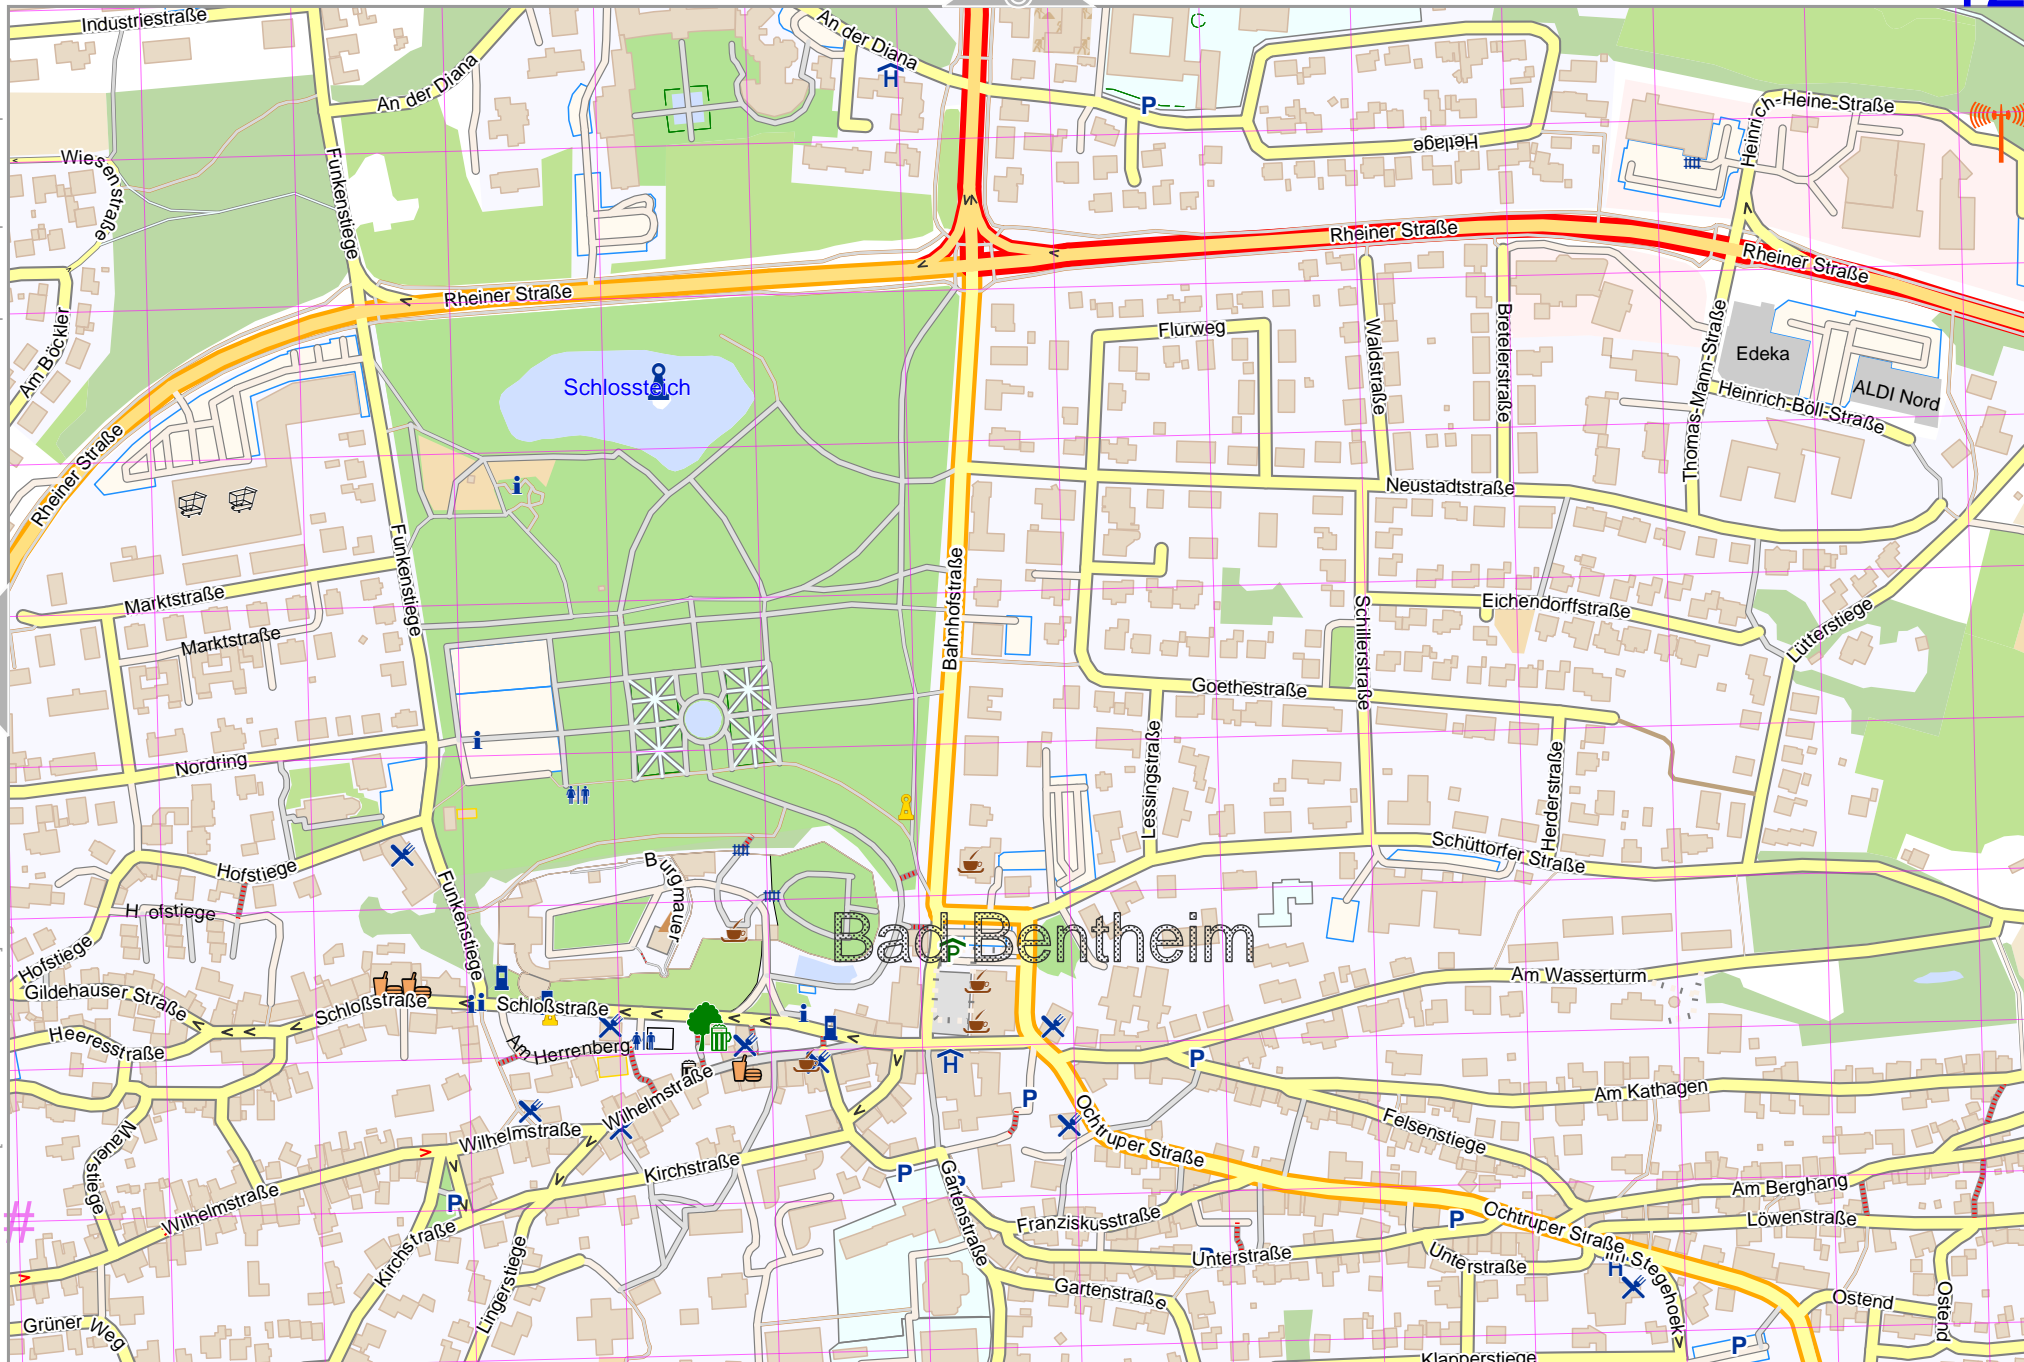 Industriestraße
An der Diana
An der Diana
H
P
Hetlage
Heinrich-Heine-Straße
Wiesenstraße
Funkenstiege
Rheiner Straße
Rheiner Straße
Rheiner Straße
Am Böckler
Schlossteich
Flurweg
Waldstraße
Breteierstraße
Thomas-Mann-Straße
Edeka
ALDI Nord
Heinrich-Böll-Straße
Rheiner Straße
Neustadtstraße
Funkenstiege
Bahnhofstraße
Marktstraße
Marktstraße
Schillerstraße
Eichendorffstraße
Lütterstiege
Goethestraße
Lessingstraße
Herderstraße
Nordring
Schüttorfer Straße
Hofstiege
Hofstiege
Hofstiege
Funkenstiege
Burgmauer
Bad Bentheim
P
Am Wasserturm
Gildehauser Straße
Schloßstraße
Schloßstraße
Heeresstraße
Am Herrenberg
H
P
P
Am Kathagen
Wilhelmstraße
Wilhelmstraße
Ochtruper Straße
Felsenstiege
Mauerstiege
Kirchstraße
P
P
Gartenstraße
Am Berghang
Wilhelmstraße
Franziskusstraße
P
Ochtruper Straße
Löwenstraße
Kirchstraße
Lingerstiege
Unterstraße
Unterstraße
H
Stegehoek
Gartenstraße
Ostend
Ostend
Grüner Weg
P
Klapperstiege
#